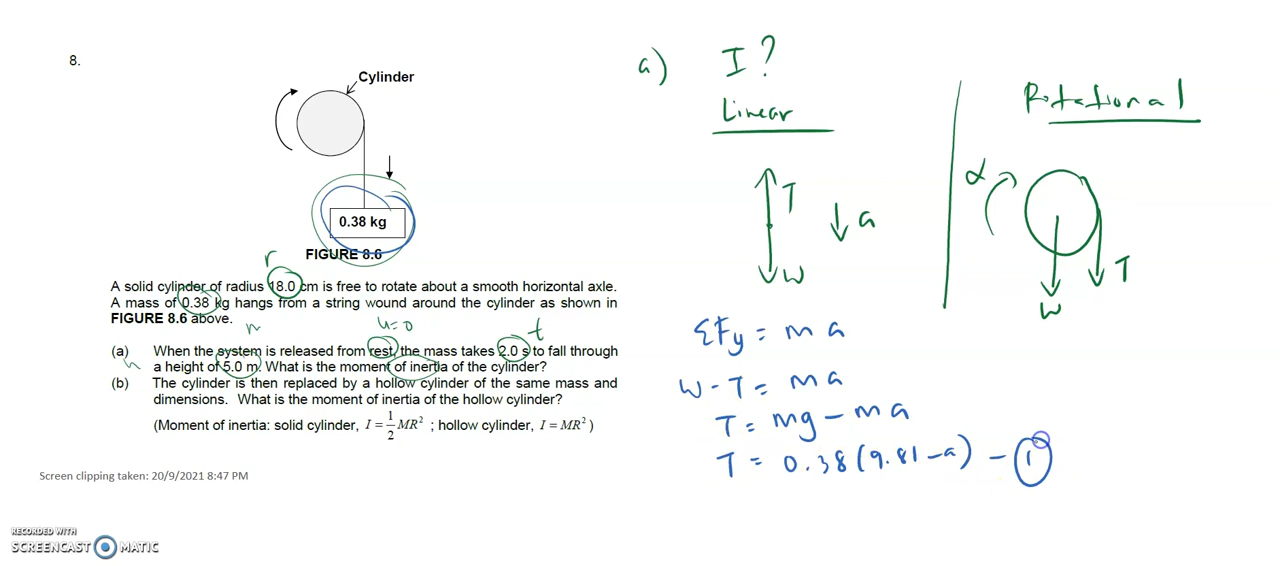 8.
Cylinder
0.38 kg
FIGURE 8.6
r
A solid cylinder of radius 18.0 cm is free to rotate about a smooth horizontal axle.
A mass of 0.38 kg hangs from a string wound around the cylinder as shown in
FIGURE 8.6 above.
m
u=0
t
(a) When the system is released from rest, the mass takes 2.0 s to fall through
h
a height of 5.0 m. What is the moment of inertia of the cylinder?
(b) The cylinder is then replaced by a hollow cylinder of the same mass and
dimensions. What is the moment of inertia of the hollow cylinder?
(Moment of inertia: solid cylinder, I = 1/2 MR² ; hollow cylinder, I = MR² )
Screen clipping taken: 20/9/2021 8:47 PM
RECORDED WITH
SCREENCAST MATIC
a) I?
Linear
T
a
W
ΣFy = ma
W - T = ma
T = mg - ma
T = 0.38(9.81 - a) - 1
Rotational
α
T
W